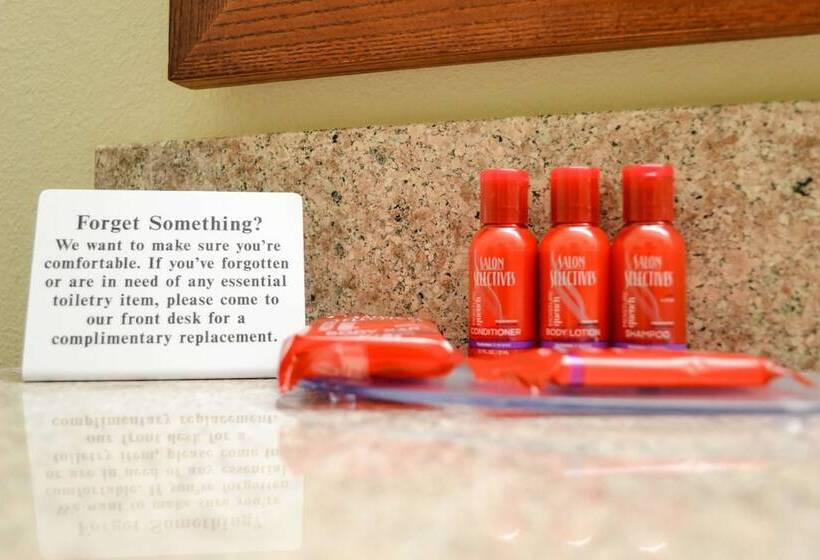 Forget Something?
We want to make sure you're
comfortable. If you've forgotten
or are in need of any essential
toiletry item, please come to
our front desk for a
complimentary replacement.
SALON
SELECTIVES
CONDITIONER
SALON
SELECTIVES
BODY LOTION
SALON
SELECTIVES
SHAMPOO